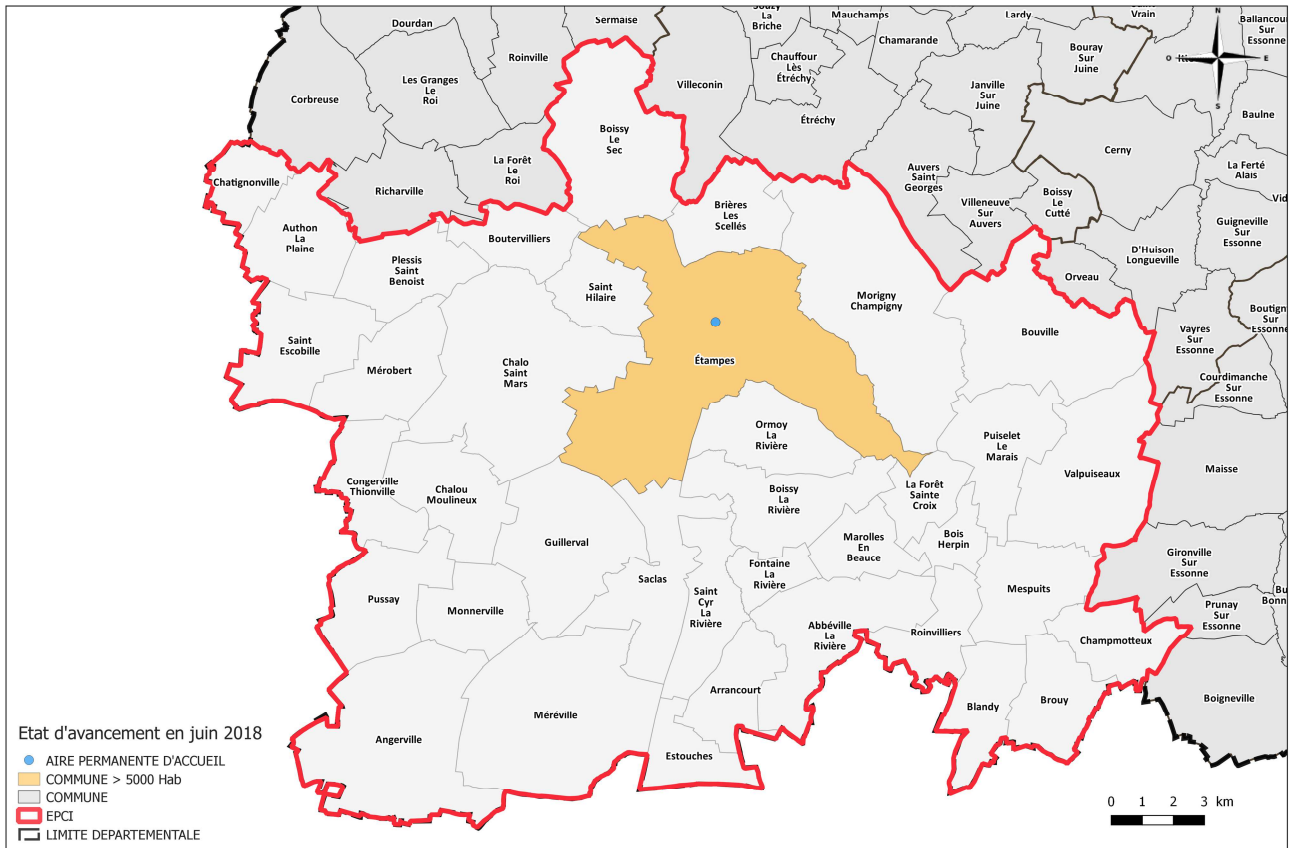 Dourdan
Sermaise
La
Briche
Mauchamps
Lardy
Vrain
Ballancour
Sur
Essonne
N
O
E
S
Roinville
Les Granges
Le
Roi
Corbreuse
Villeconin
Chauffour
Lès
Étréchy
Chamarande
Bouray
Sur
Juine
Janville
Sur
Juine
Étréchy
Baulne
Boissy
Le
Sec
Cerny
La Forêt
Le
Roi
Richarville
Chatignonville
Auvers
Saint
Georges
La Ferté
Alais
Boissy
Le
Cutté
Villeneuve
Sur
Auvers
Brières
Les
Scellés
Vid
Guigneville
Sur
Essonne
Authon
La
Plaine
Boutervilliers
D'Huison
Longueville
Plessis
Saint
Benoist
Orveau
Saint
Hilaire
Morigny
Champigny
Boutign
Sur
Essonne
Bouville
Vayres
Sur
Essonne
Saint
Escobille
Mérobert
Chalo
Saint
Mars
Étampes
Courdimanche
Sur
Essonne
Ormoy
La
Rivière
Puiselet
Le
Marais
Valpuiseaux
Maisse
Congerville
Thionville
Chalou
Moulineux
Boissy
La
Rivière
La Forêt
Sainte
Croix
Guillerval
Marolles
En
Beauce
Bois
Herpin
Gironville
Sur
Essonne
Fontaine
La
Rivière
Saclas
Saint
Cyr
La
Rivière
Mespuits
Bu
Bonn
Pussay
Monnerville
Prunay
Sur
Essonne
Abbéville
La
Rivière
Roinvilliers
Champmotteux
Arrancourt
Boigneville
Brouy
Blandy
Méréville
Angerville
Estouches
Etat d'avancement en juin 2018
AIRE PERMANENTE D'ACCUEIL
COMMUNE > 5000 Hab
COMMUNE
EPCI
LIMITE DEPARTEMENTALE
0 1 2 3 km